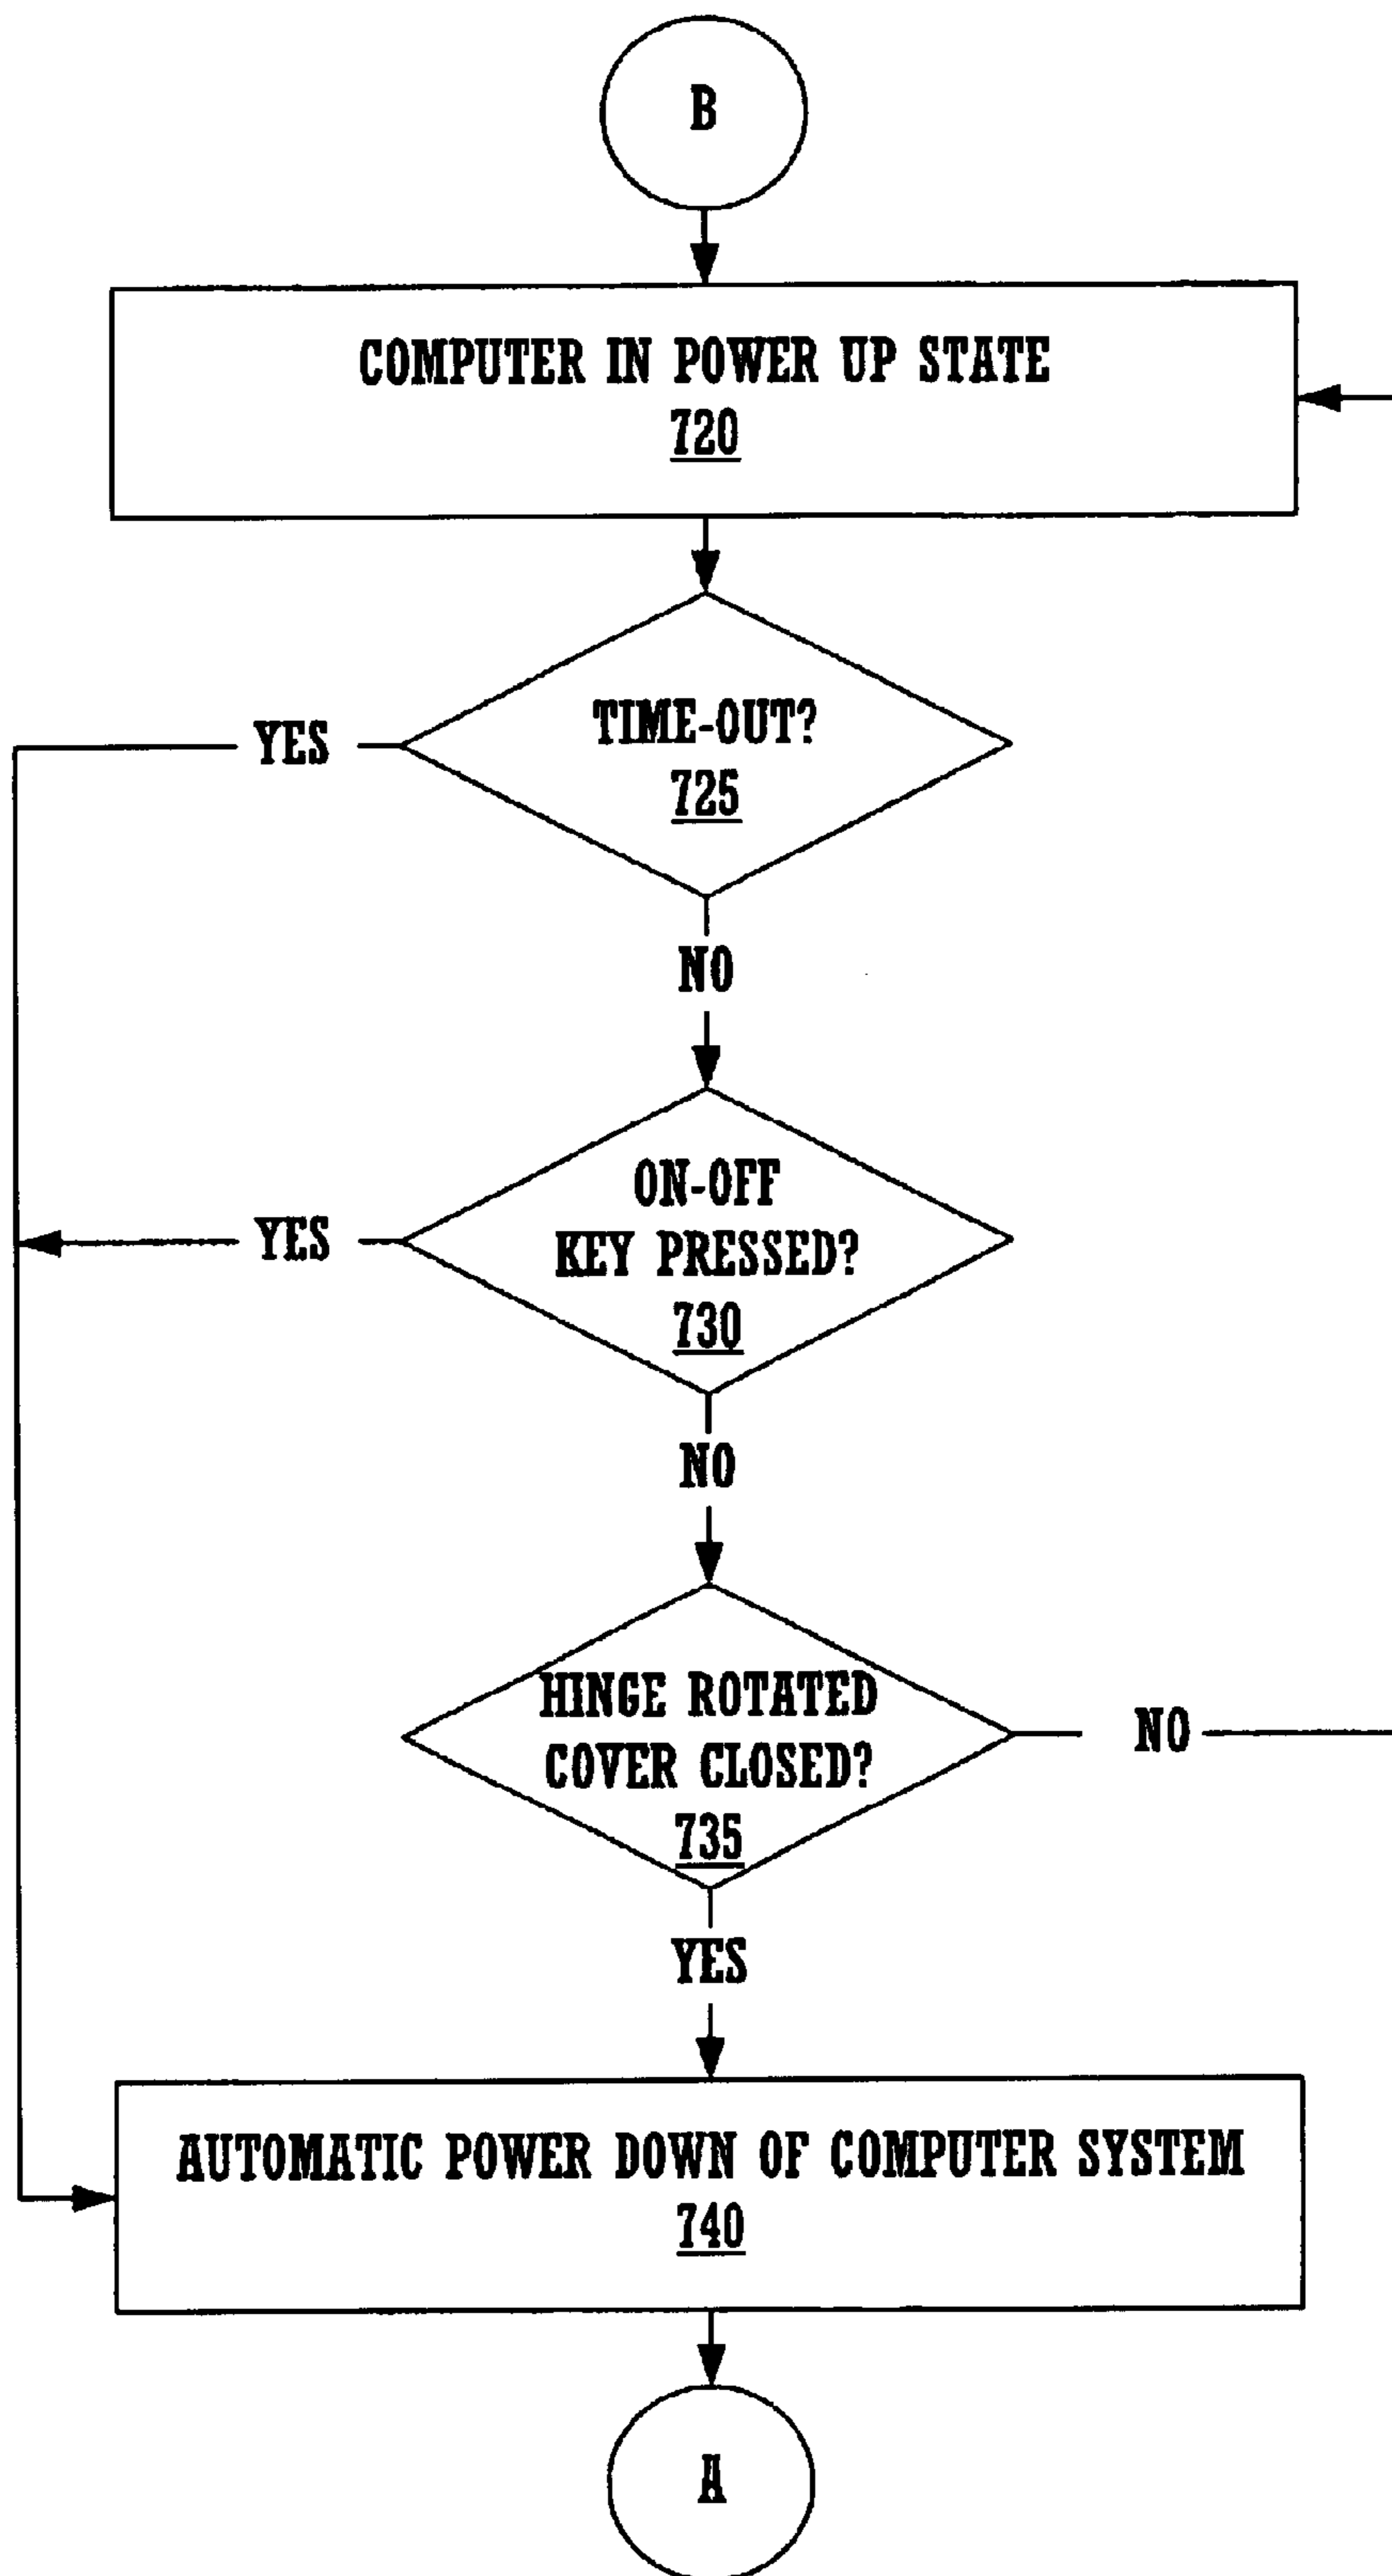 B
COMPUTER IN POWER UP STATE
720
TIME-OUT?
725
YES
NO
ON-OFF
KEY PRESSED?
730
YES
NO
HINGE ROTATED
COVER CLOSED?
735
NO
YES
AUTOMATIC POWER DOWN OF COMPUTER SYSTEM
740
A